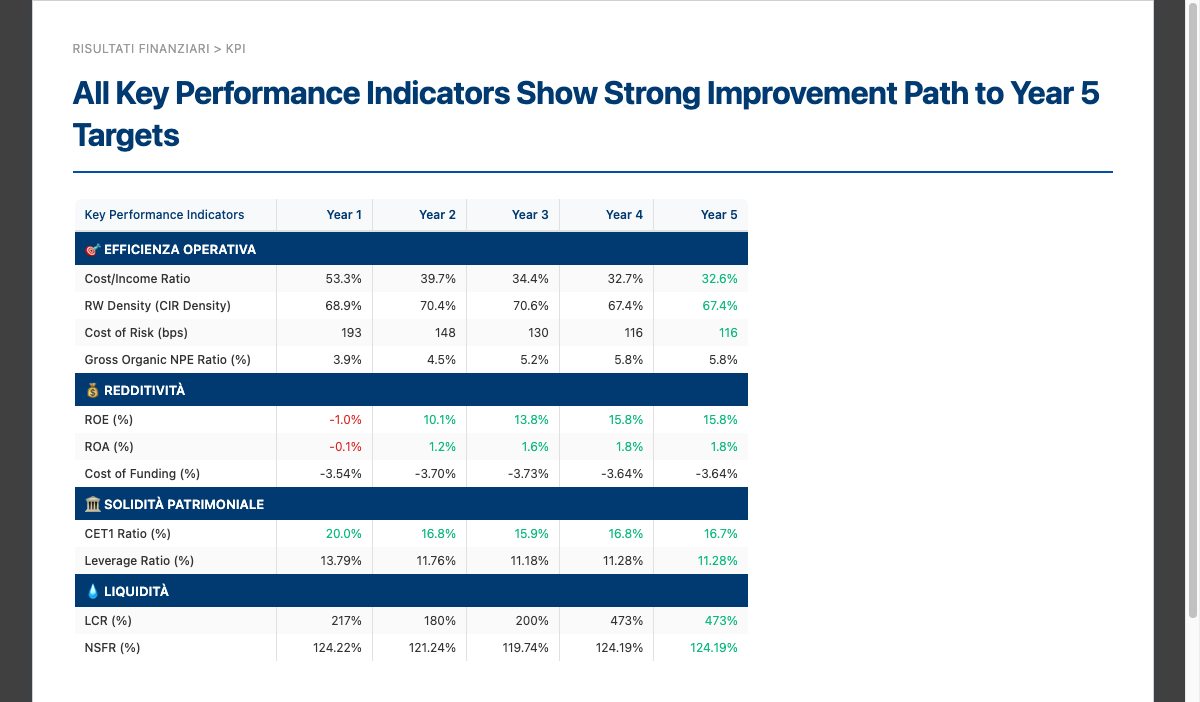 RISULTATI FINANZIARI > KPI
All Key Performance Indicators Show Strong Improvement Path to Year 5
Targets
Key Performance Indicators Year 1 Year 2 Year 3 Year 4 Year 5
🎯 EFFICIENZA OPERATIVA
Cost/Income Ratio 53.3% 39.7% 34.4% 32.7% 32.6%
RW Density (CIR Density) 68.9% 70.4% 70.6% 67.4% 67.4%
Cost of Risk (bps) 193 148 130 116 116
Gross Organic NPE Ratio (%) 3.9% 4.5% 5.2% 5.8% 5.8%
💰 REDDITIVITÀ
ROE (%) -1.0% 10.1% 13.8% 15.8% 15.8%
ROA (%) -0.1% 1.2% 1.6% 1.8% 1.8%
Cost of Funding (%) -3.54% -3.70% -3.73% -3.64% -3.64%
🏛️ SOLIDITÀ PATRIMONIALE
CET1 Ratio (%) 20.0% 16.8% 15.9% 16.8% 16.7%
Leverage Ratio (%) 13.79% 11.76% 11.18% 11.28% 11.28%
💧 LIQUIDITÀ
LCR (%) 217% 180% 200% 473% 473%
NSFR (%) 124.22% 121.24% 119.74% 124.19% 124.19%